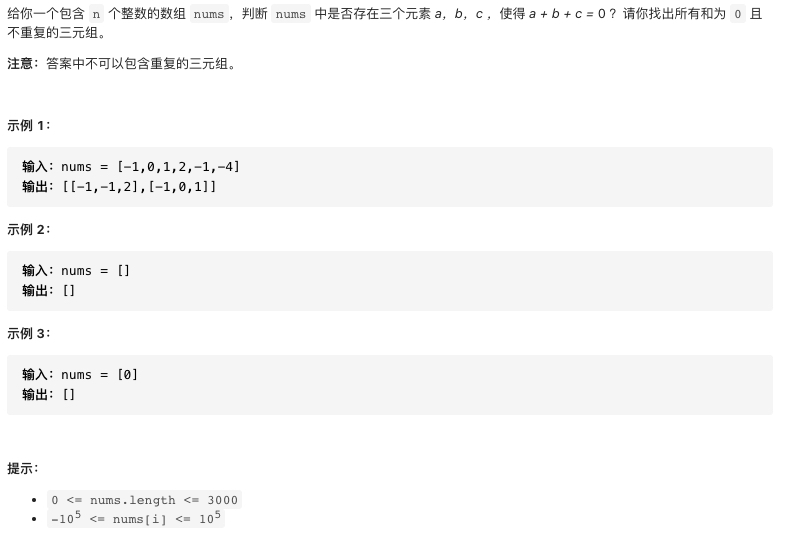 给你一个包含 n 个整数的数组 nums，判断 nums 中是否存在三个元素 a，b，c ，使得 a + b + c = 0 ？请你找出所有和为 0 且
不重复的三元组。
注意：答案中不可以包含重复的三元组。
示例 1：
输入：nums = [-1,0,1,2,-1,-4]
输出：[[-1,-1,2],[-1,0,1]]
示例 2：
输入：nums = []
输出：[]
示例 3：
输入：nums = [0]
输出：[]
提示：
• 0 <= nums.length <= 3000
• -10⁵ <= nums[i] <= 10⁵